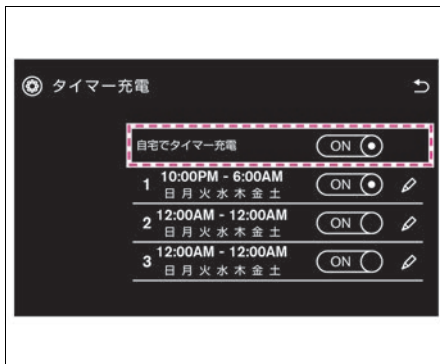 タイマー充電
自宅でタイマー充電 ON
1 10:00PM - 6:00AM ON
日 月 火 水 木 金 土
2 12:00AM - 12:00AM ON
日 月 火 水 木 金 土
3 12:00AM - 12:00AM ON
日 月 火 水 木 金 土